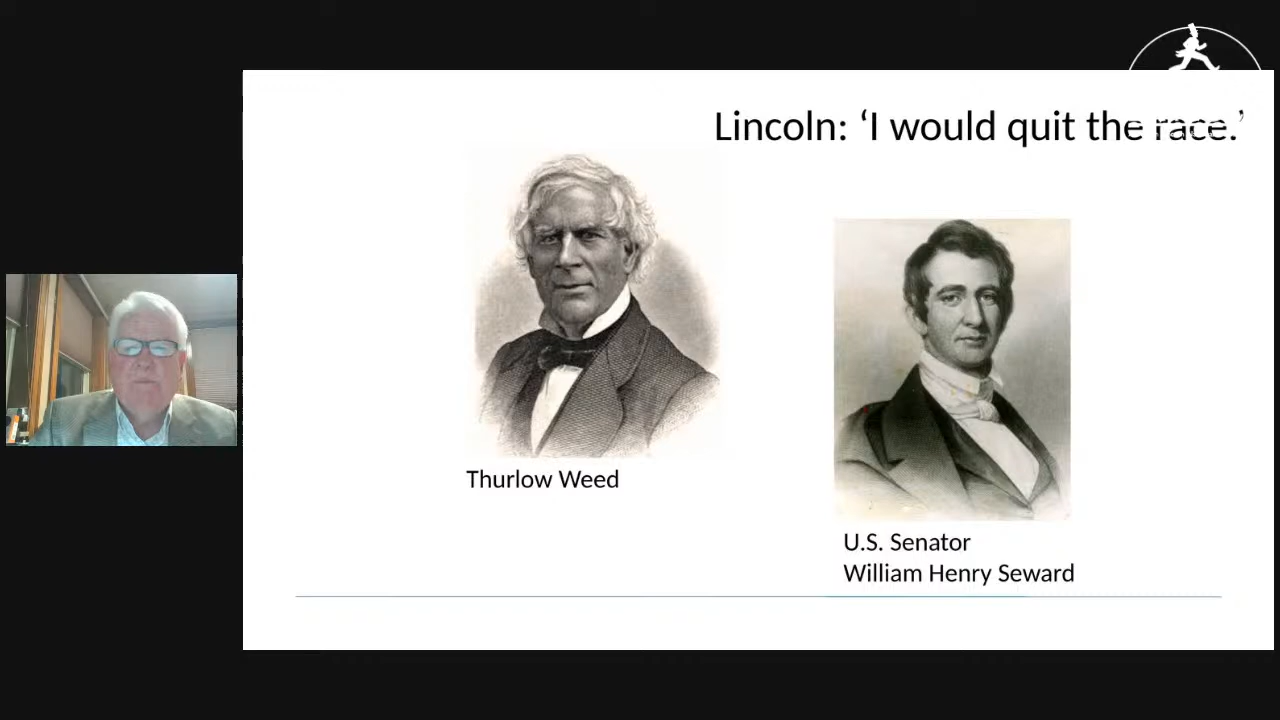 Lincoln: ‘I would quit the race.’
Thurlow Weed
U.S. Senator
William Henry Seward